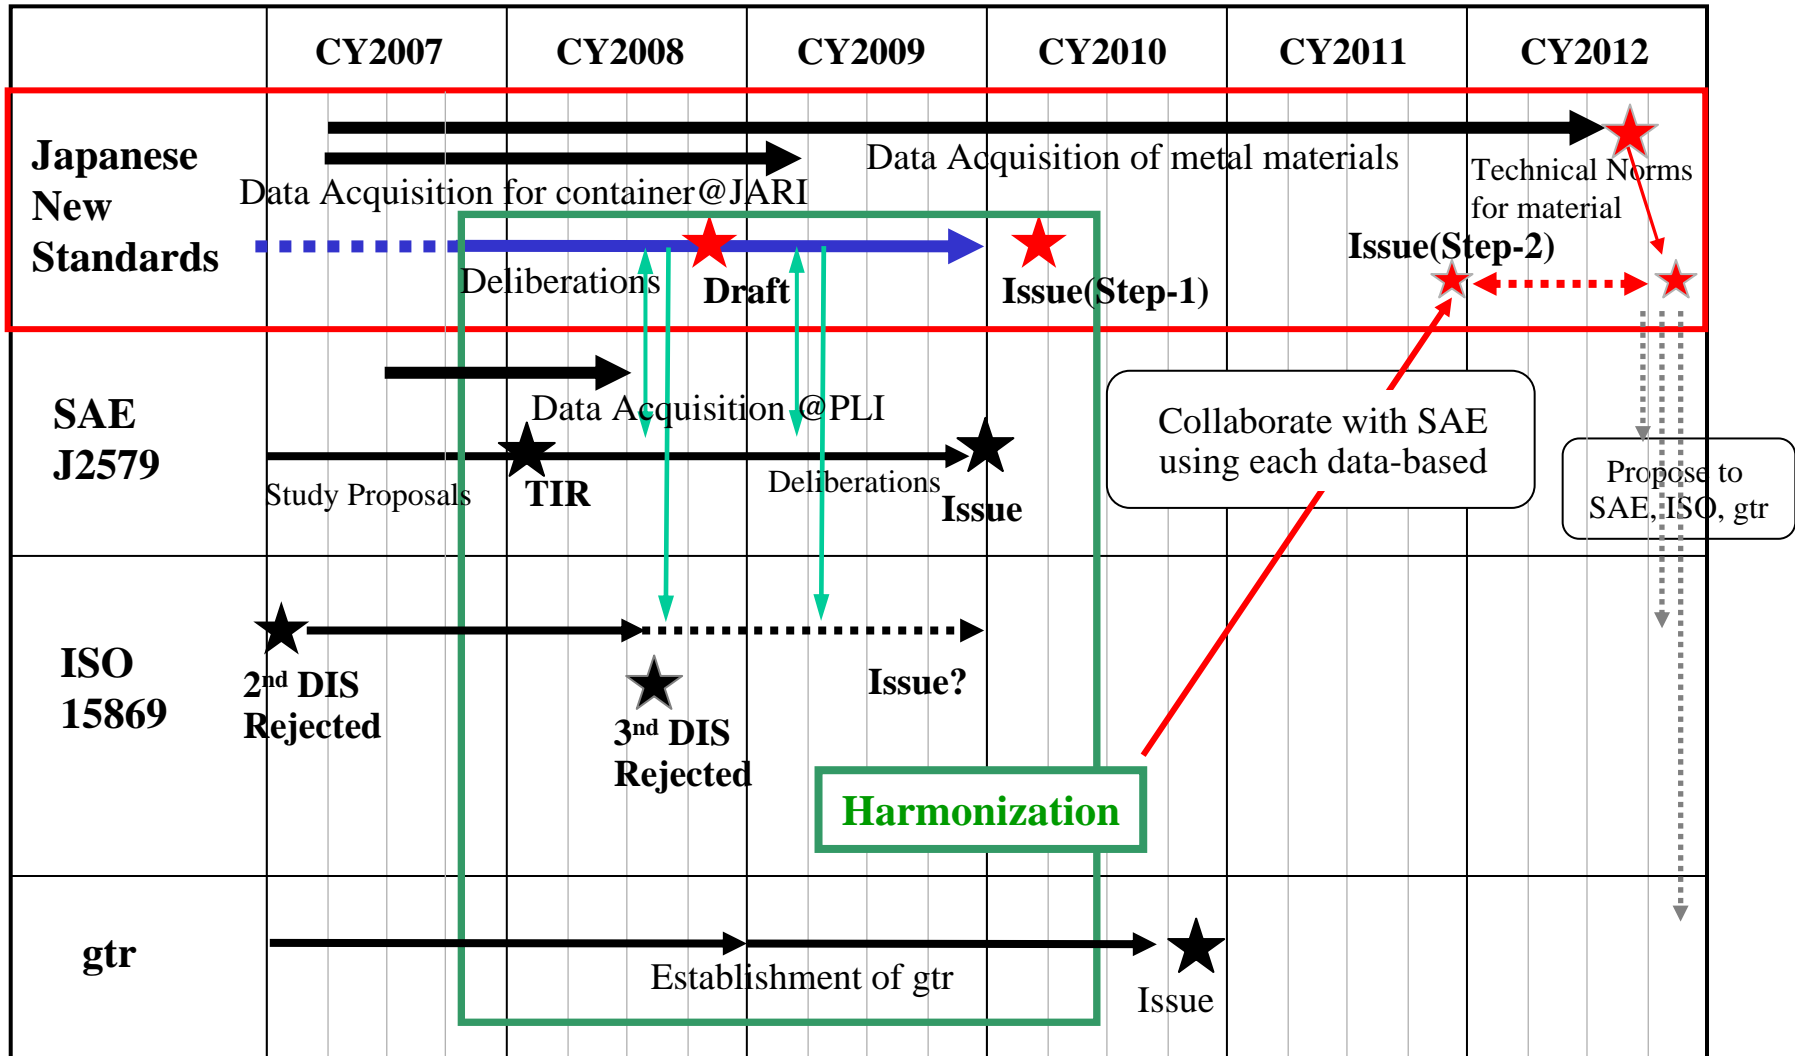 CY2007 CY2008 CY2009 CY2010 CY2011 CY2012
Japanese
New
Standards
Data Acquisition of metal materials
Data Acquisition for container@JARI
Technical Norms
for material
Deliberations
Draft
Issue(Step-1)
Issue(Step-2)
SAE
J2579
Data Acquisition @PLI
Study Proposals
TIR
Deliberations
Issue
Collaborate with SAE
using each data-based
Propose to
SAE, ISO, gtr
ISO
15869
2nd DIS
Rejected
3nd DIS
Rejected
Issue?
Harmonization
gtr
Establishment of gtr
Issue